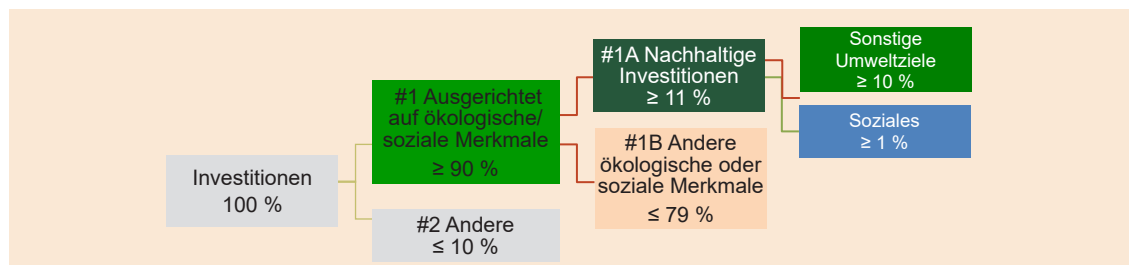 Investitionen
100 %
#1 Ausgerichtet
auf ökologische/
soziale Merkmale
≥ 90 %
#2 Andere
≤ 10 %
#1A Nachhaltige
Investitionen
≥ 11 %
#1B Andere
ökologische oder
soziale Merkmale
≤ 79 %
Sonstige
Umweltziele
≥ 10 %
Soziales
≥ 1 %